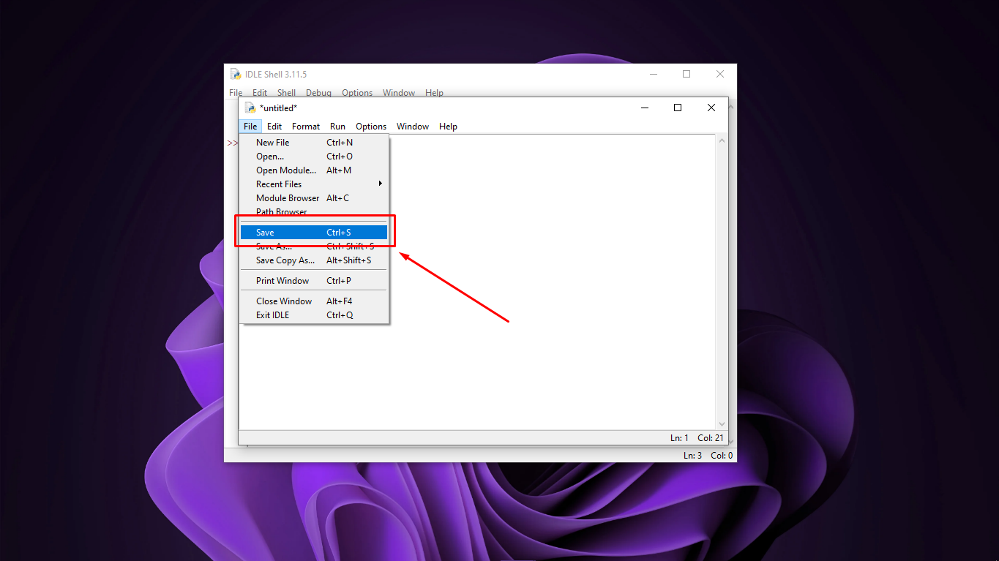 IDLE Shell 3.11.5
File Edit Shell Debug Options Window Help
*untitled*
File Edit Format Run Options Window Help
>>
New File Ctrl+N
Open... Ctrl+O
Open Module... Alt+M
Recent Files
Module Browser Alt+C
Path Browser
Save Ctrl+S
Save As... Ctrl+Shift+S
Save Copy As... Alt+Shift+S
Print Window Ctrl+P
Close Window Alt+F4
Exit IDLE Ctrl+Q
Ln: 1 Col: 21
Ln: 3 Col: 0